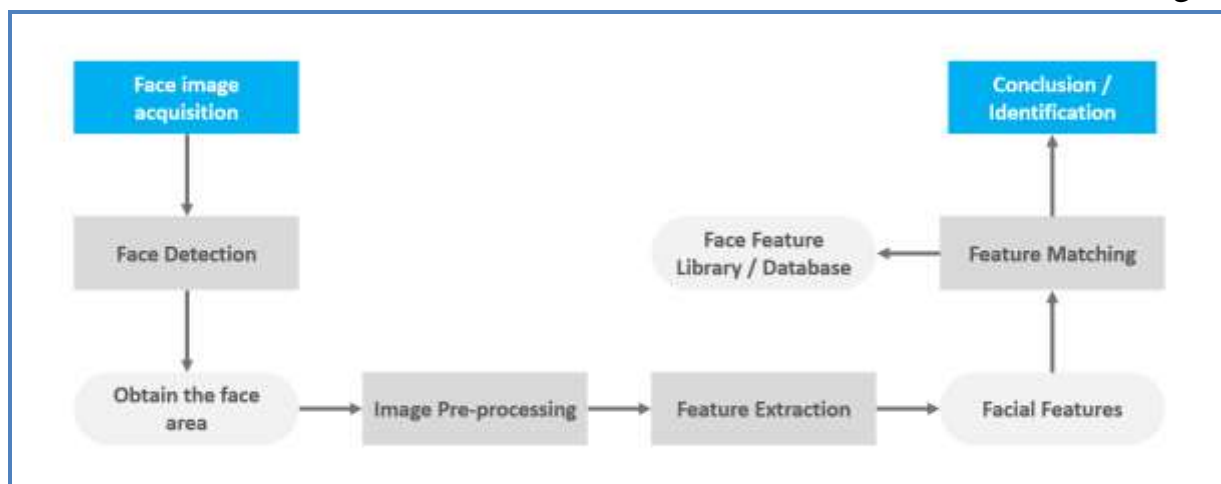 Face image
acquisition
Conclusion /
Identification
Face Detection
Face Feature
Library / Database
Feature Matching
Obtain the face
area
Image Pre-processing
Feature Extraction
Facial Features